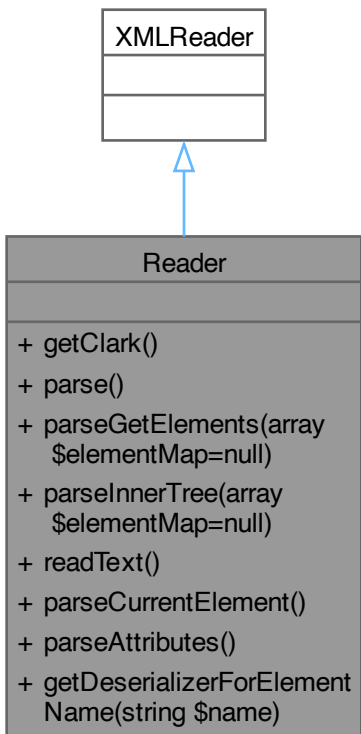 XMLReader
Reader
+ getClark()
+ parse()
+ parseGetElements(array
$elementMap=null)
+ parseInnerTree(array
$elementMap=null)
+ readText()
+ parseCurrentElement()
+ parseAttributes()
+ getDeserializerForElement
Name(string $name)